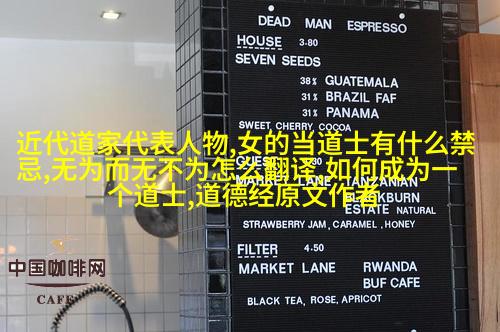 DEAD MAN ESPRESSO
HOUSE 3-80
SEVEN SEEDS
38% GUATEMALA
31% BRAZIL FAF
31% PANAMA
SWEET CHERRY COCOA
近代道家代表人物,女的当道士有什么禁
忌,无为而无不为怎么翻译,如何成为一
个道士,道德经原文作者
TANZANIAN
BLACKBURN
ESTATE NATURAL
STRAWBERRY JAM, CARAMEL, HONEY
FILTER 4-50
MARKET LANE RWANDA
BUF CAFE
BLACK TEA, ROSE, APRICOT
中国咖啡网
CAFE